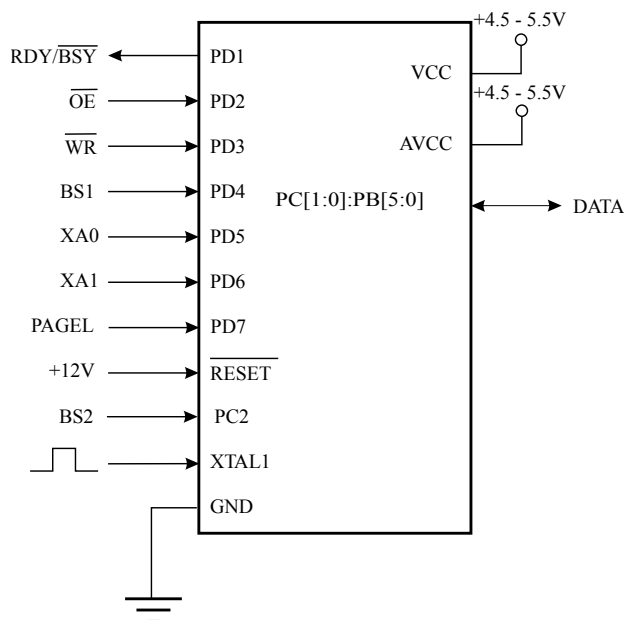 +4.5 - 5.5V
RDY/BSY PD1
VCC
OE PD2
+4.5 - 5.5V
WR PD3 AVCC
BS1 PD4 PC[1:0]:PB[5:0] DATA
XA0 PD5
XA1 PD6
PAGEL PD7
+12V RESET
BS2 PC2
XTAL1
GND